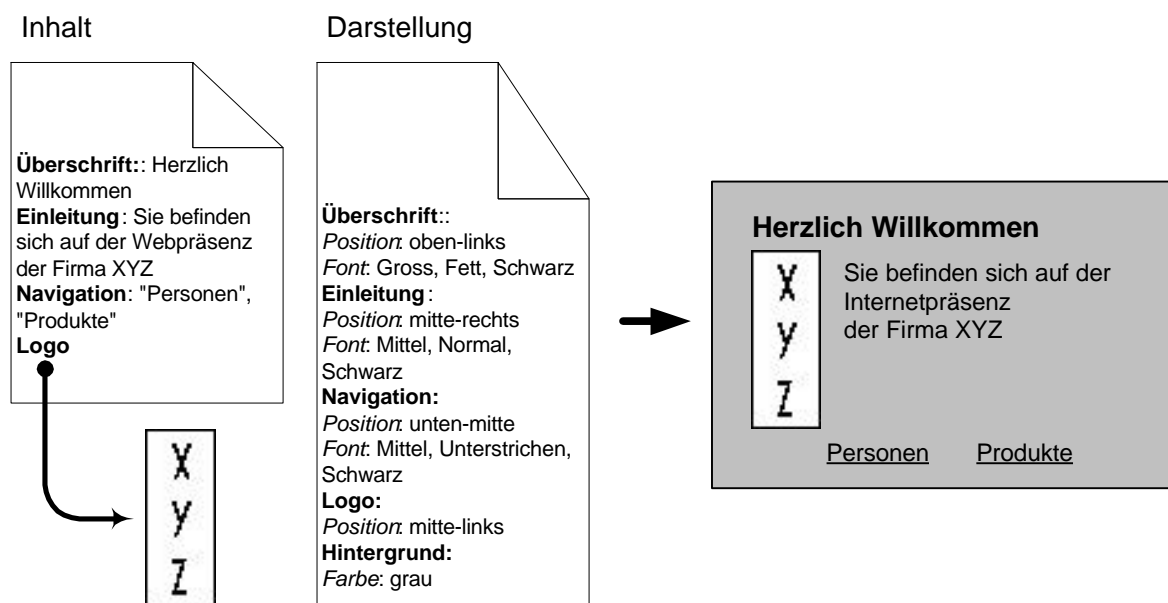 Inhalt
Überschrift:: Herzlich
Willkommen
Einleitung: Sie befinden
sich auf der Webpräsenz
der Firma XYZ
Navigation: "Personen",
"Produkte"
Logo
X
y
Z
Darstellung
Überschrift::
Position: oben-links
Font: Gross, Fett, Schwarz
Einleitung:
Position: mitte-rechts
Font: Mittel, Normal,
Schwarz
Navigation:
Position: unten-mitte
Font: Mittel, Unterstrichen,
Schwarz
Logo:
Position: mitte-links
Hintergrund:
Farbe: grau
Herzlich Willkommen
X
y
Z
Sie befinden sich auf der
Internetpräsenz
der Firma XYZ
Personen Produkte